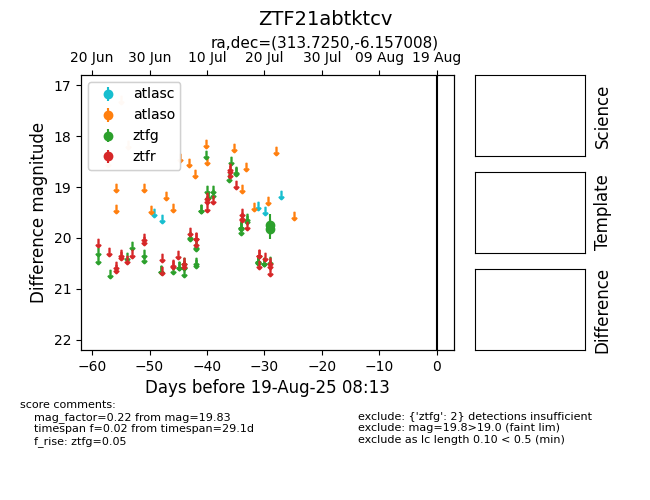 ZTF21abtktcv
ra,dec=(313.7250,-6.157008)
20 Jun 30 Jun 10 Jul 20 Jul 30 Jul 09 Aug 19 Aug
17
18
19
20
21
22
Difference magnitude
atlasc
atlaso
ztfg
ztfr
−60 −50 −40 −30 −20 −10 0
Days before 19-Aug-25 08:13
Science
Template
Difference
score comments:
mag_factor=0.22 from mag=19.83
timespan f=0.02 from timespan=29.1d
f_rise: ztfg=0.05
exclude: {'ztfg': 2} detections insufficient
exclude: mag=19.8>19.0 (faint lim)
exclude as lc length 0.10 < 0.5 (min)